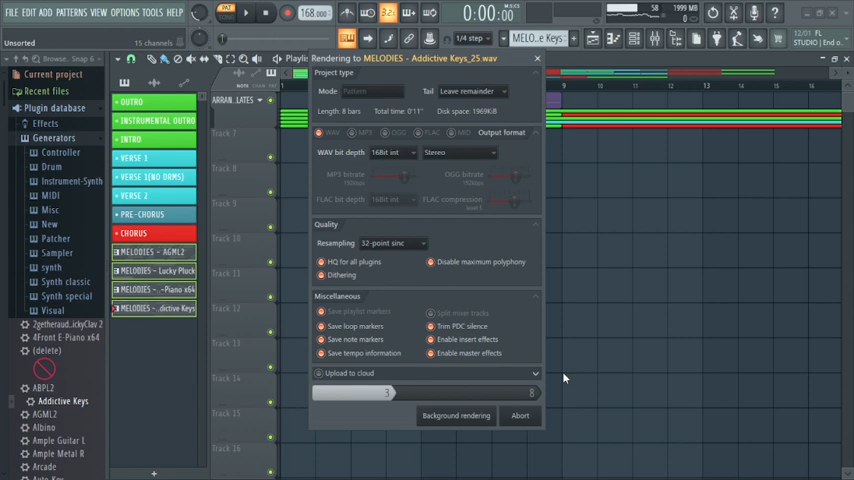 FILE EDIT ADD PATTERNS VIEW OPTIONS TOOLS HELP
PAT
SONG
168.000
3.2
0:00:00
58
1999 MB
0
Unsorted
15 channels
1/4 step
MELO..e Keys
12/01 FL
STUDIO | End o..
Browse
Snap 6
Playlis
Rendering to MELODIES - Addictive Keys_25.wav
Project type
Mode
Pattern
Tail
Leave remainder
Length: 8 bars
Total time: 0'11"
Disk space: 1969KiB
WAV
MP3
OGG
FLAC
MID
Output format
WAV bit depth
16Bit int
Stereo
MP3 bitrate
OGG bitrate
FLAC bit depth
16Bit int
FLAC compression
Quality
Resampling
32-point sinc
HQ for all plugins
Disable maximum polyphony
Dithering
Miscellaneous
Save playlist markers
Split mixer tracks
Save loop markers
Trim PDC silence
Save note markers
Enable insert effects
Save tempo information
Enable master effects
Upload to cloud
3
8
Background rendering
Abort
Current project
Recent files
Plugin database
Effects
Generators
Controller
Drum
Instrument-Synth
MIDI
Misc
New
Patcher
Sampler
synth
Synth classic
Synth special
Visual
2getheraud..ickyClav 2
4Front E-Piano x64
(delete)
ABPL2
Addictive Keys
AGML2
Albino
Ample Guitar L
Ample Metal R
Arcade
OUTRO
INSTRUMENTAL OUTRO
INTRO
VERSE 1
VERSE 1(NO DRMS)
VERSE 2
PRE-CHORUS
CHORUS
MELODIES - AGML2
MELODIES - Lucky Pluck
MELODIES -..-Piano x64
MELODIES -..dictive Keys
ARRAN..LATES
Track 7
Track 8
Track 9
Track 10
Track 11
Track 12
Track 13
Track 14
Track 15
Track 16
1
9
10
11
12
13
14
15
16